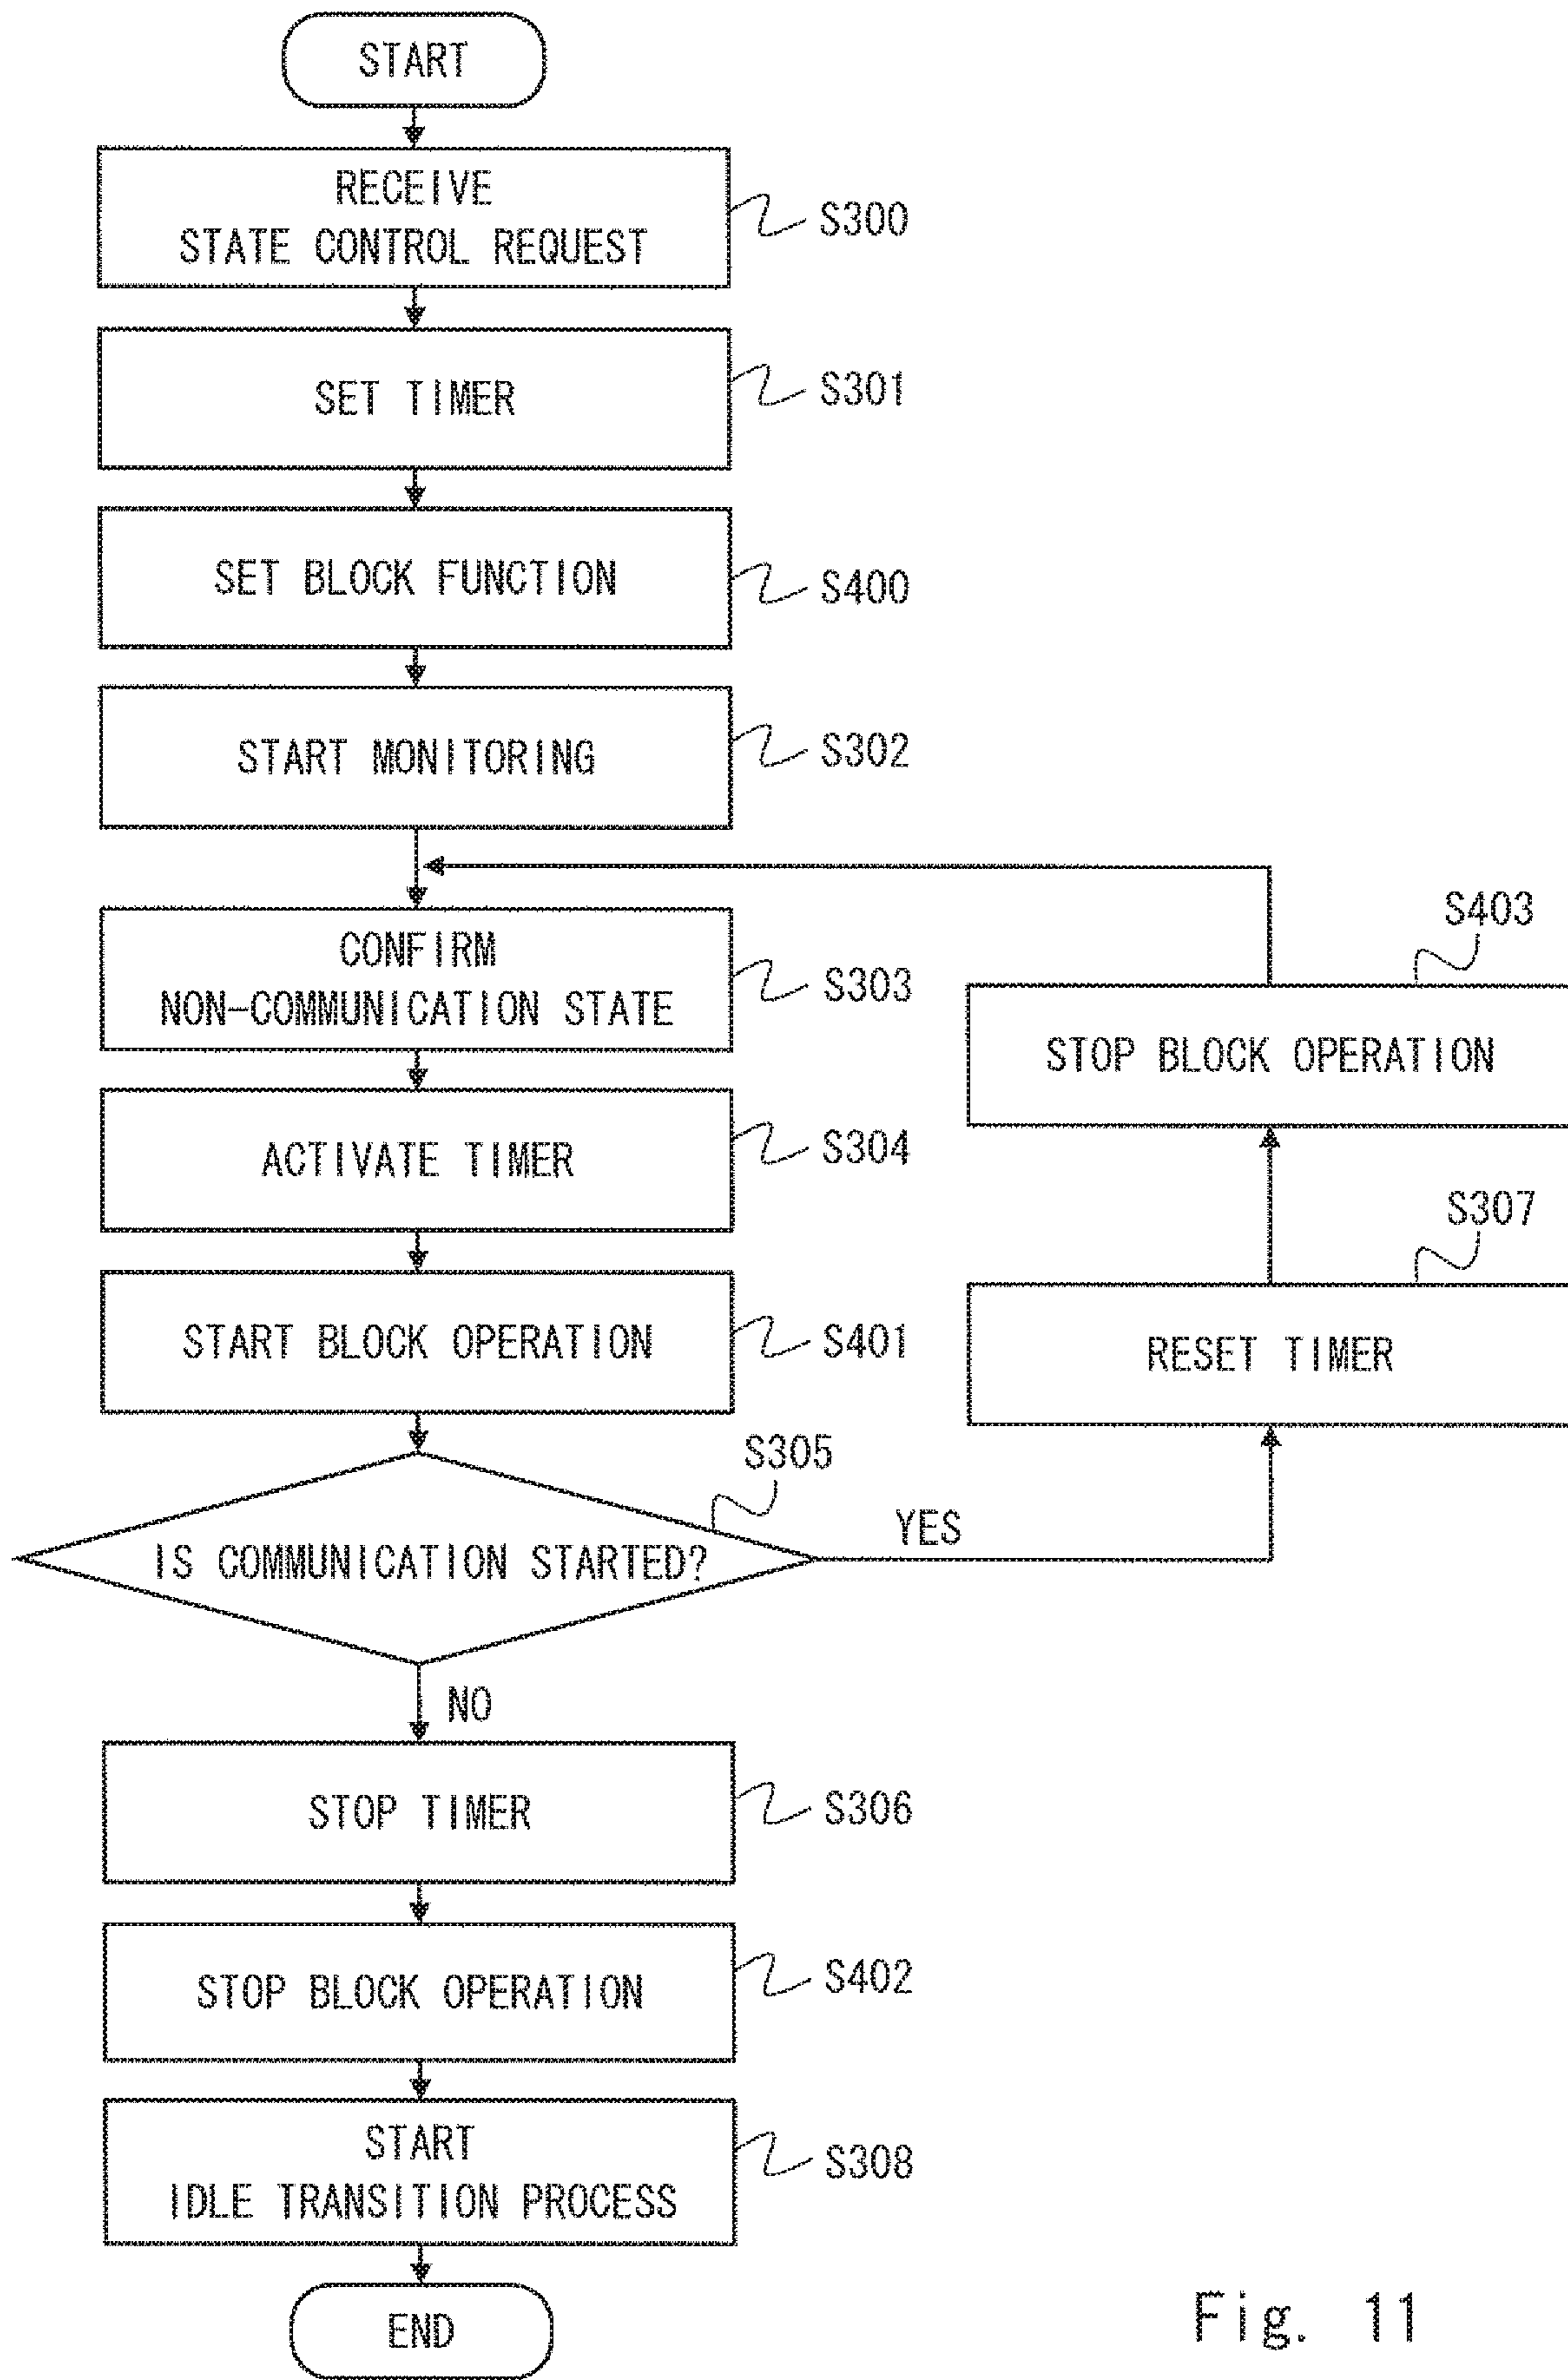 START
RECEIVE
STATE CONTROL REQUEST
S300
SET TIMER
S301
SET BLOCK FUNCTION
S400
START MONITORING
S302
CONFIRM
NON-COMMUNICATION STATE
S303
ACTIVATE TIMER
S304
START BLOCK OPERATION
S401
IS COMMUNICATION STARTED?
S305
YES
RESET TIMER
S307
STOP BLOCK OPERATION
S403
NO
STOP TIMER
S306
STOP BLOCK OPERATION
S402
START
IDLE TRANSITION PROCESS
S308
END
Fig. 11